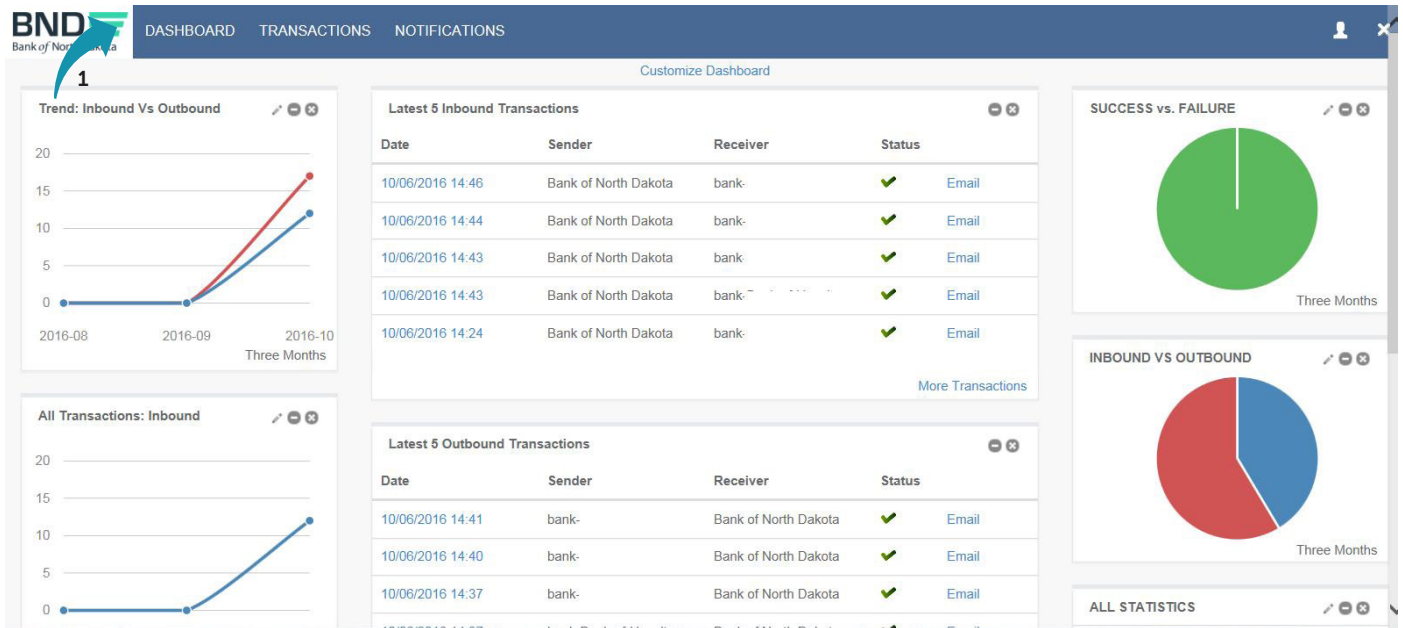 BND
Bank of North Dakota
DASHBOARD TRANSACTIONS NOTIFICATIONS
1
Customize Dashboard
Trend: Inbound Vs Outbound
20
15
10
5
0
2016-08 2016-09 2016-10
Three Months
All Transactions: Inbound
20
15
10
5
0
Latest 5 Inbound Transactions
Date Sender Receiver Status
10/06/2016 14:46 Bank of North Dakota bank- Email
10/06/2016 14:44 Bank of North Dakota bank- Email
10/06/2016 14:43 Bank of North Dakota bank Email
10/06/2016 14:43 Bank of North Dakota bank- Email
10/06/2016 14:24 Bank of North Dakota bank- Email
More Transactions
Latest 5 Outbound Transactions
Date Sender Receiver Status
10/06/2016 14:41 bank- Bank of North Dakota Email
10/06/2016 14:40 bank- Bank of North Dakota Email
10/06/2016 14:37 bank- Bank of North Dakota Email
SUCCESS vs. FAILURE
Three Months
INBOUND VS OUTBOUND
Three Months
ALL STATISTICS